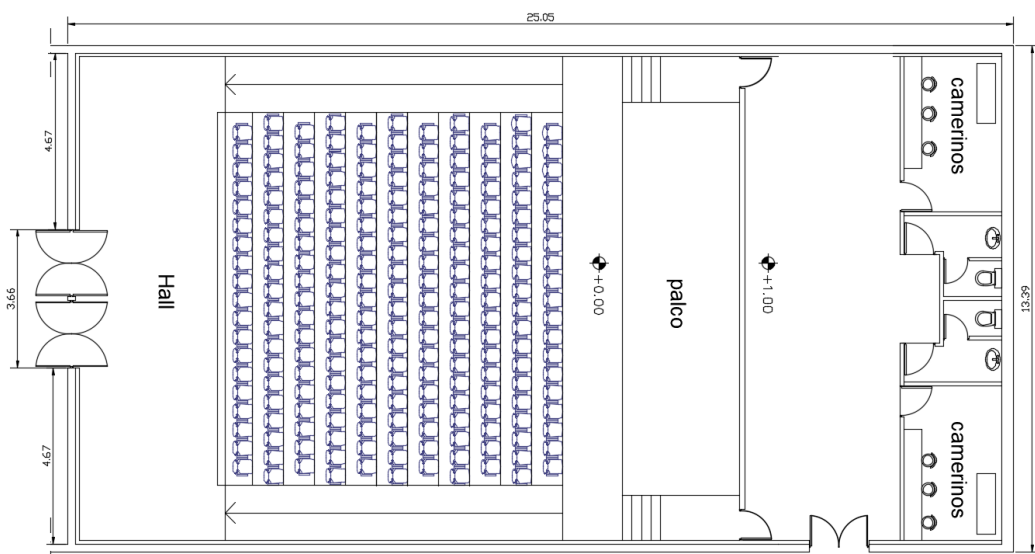 25.05
4.67
3.66
4.67
Hall
+0.00
palco
+1.00
camerinos
camerinos
13.39